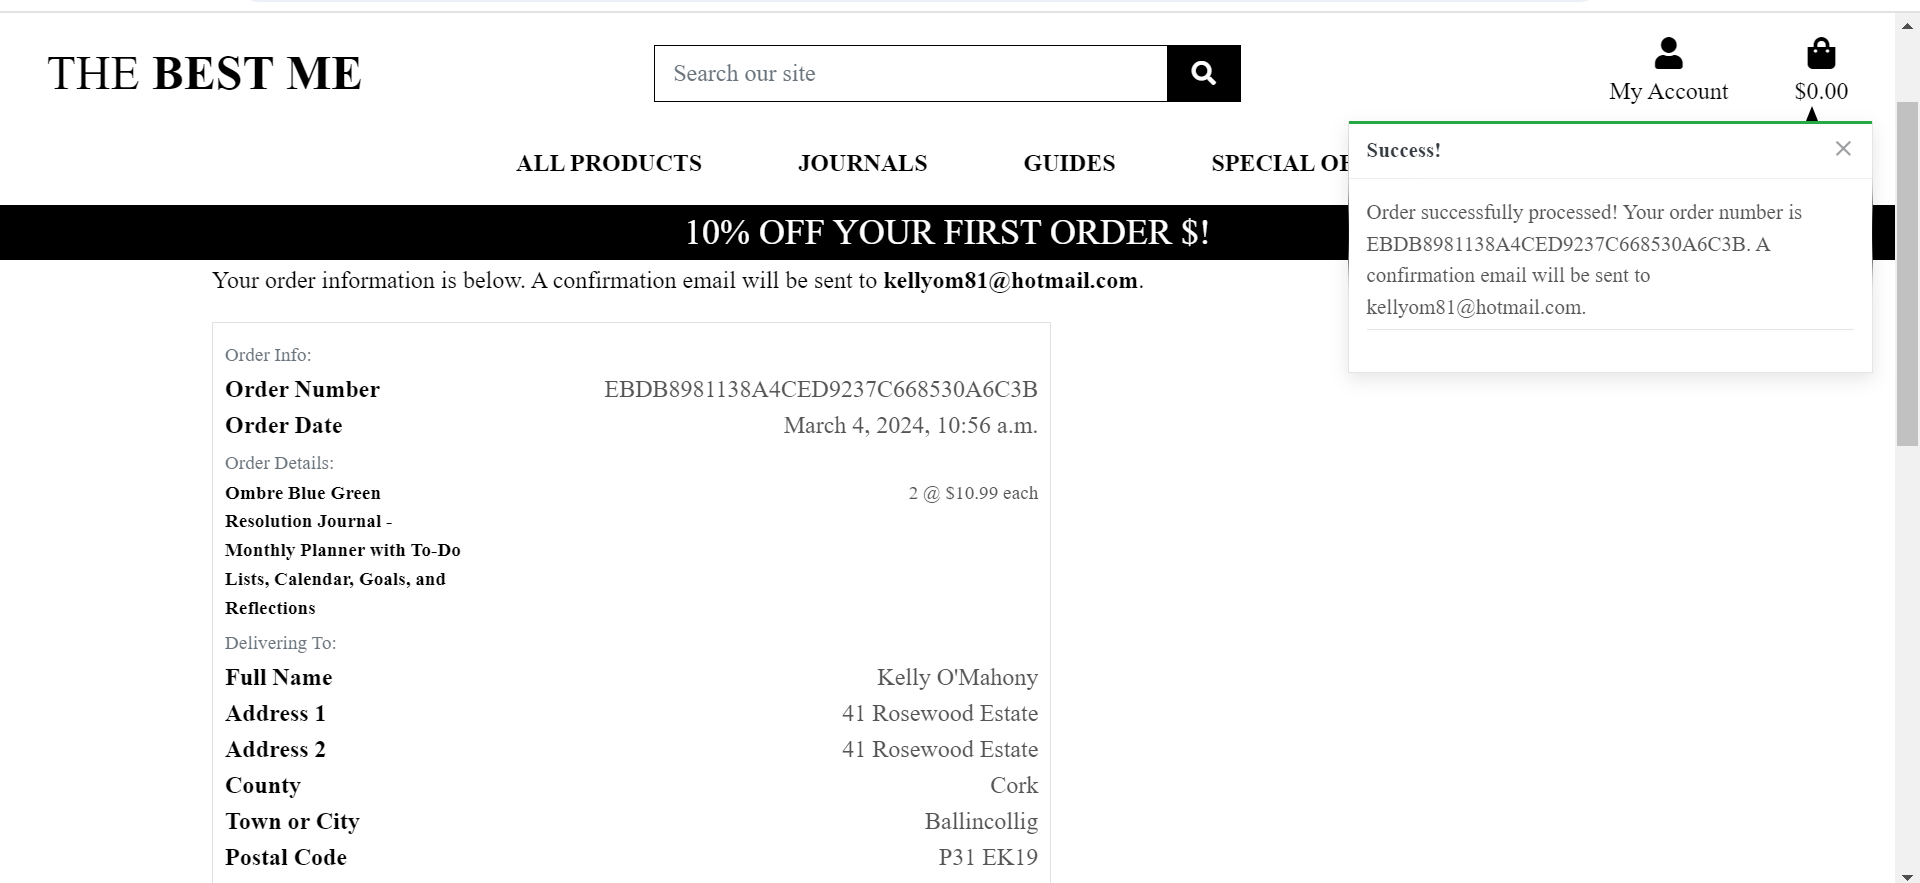 THE BEST ME
Search our site
My Account
$0.00
ALL PRODUCTS JOURNALS GUIDES SPECIAL OF
Success!
Order successfully processed! Your order number is
EBDB8981138A4CED9237C668530A6C3B. A
confirmation email will be sent to
kellyom81@hotmail.com.
10% OFF YOUR FIRST ORDER $!
Your order information is below. A confirmation email will be sent to kellyom81@hotmail.com.
Order Info:
Order Number EBDB8981138A4CED9237C668530A6C3B
Order Date March 4, 2024, 10:56 a.m.
Order Details:
Ombre Blue Green 2 @ $10.99 each
Resolution Journal -
Monthly Planner with To-Do
Lists, Calendar, Goals, and
Reflections
Delivering To:
Full Name Kelly O'Mahony
Address 1 41 Rosewood Estate
Address 2 41 Rosewood Estate
County Cork
Town or City Ballincollig
Postal Code P31 EK19